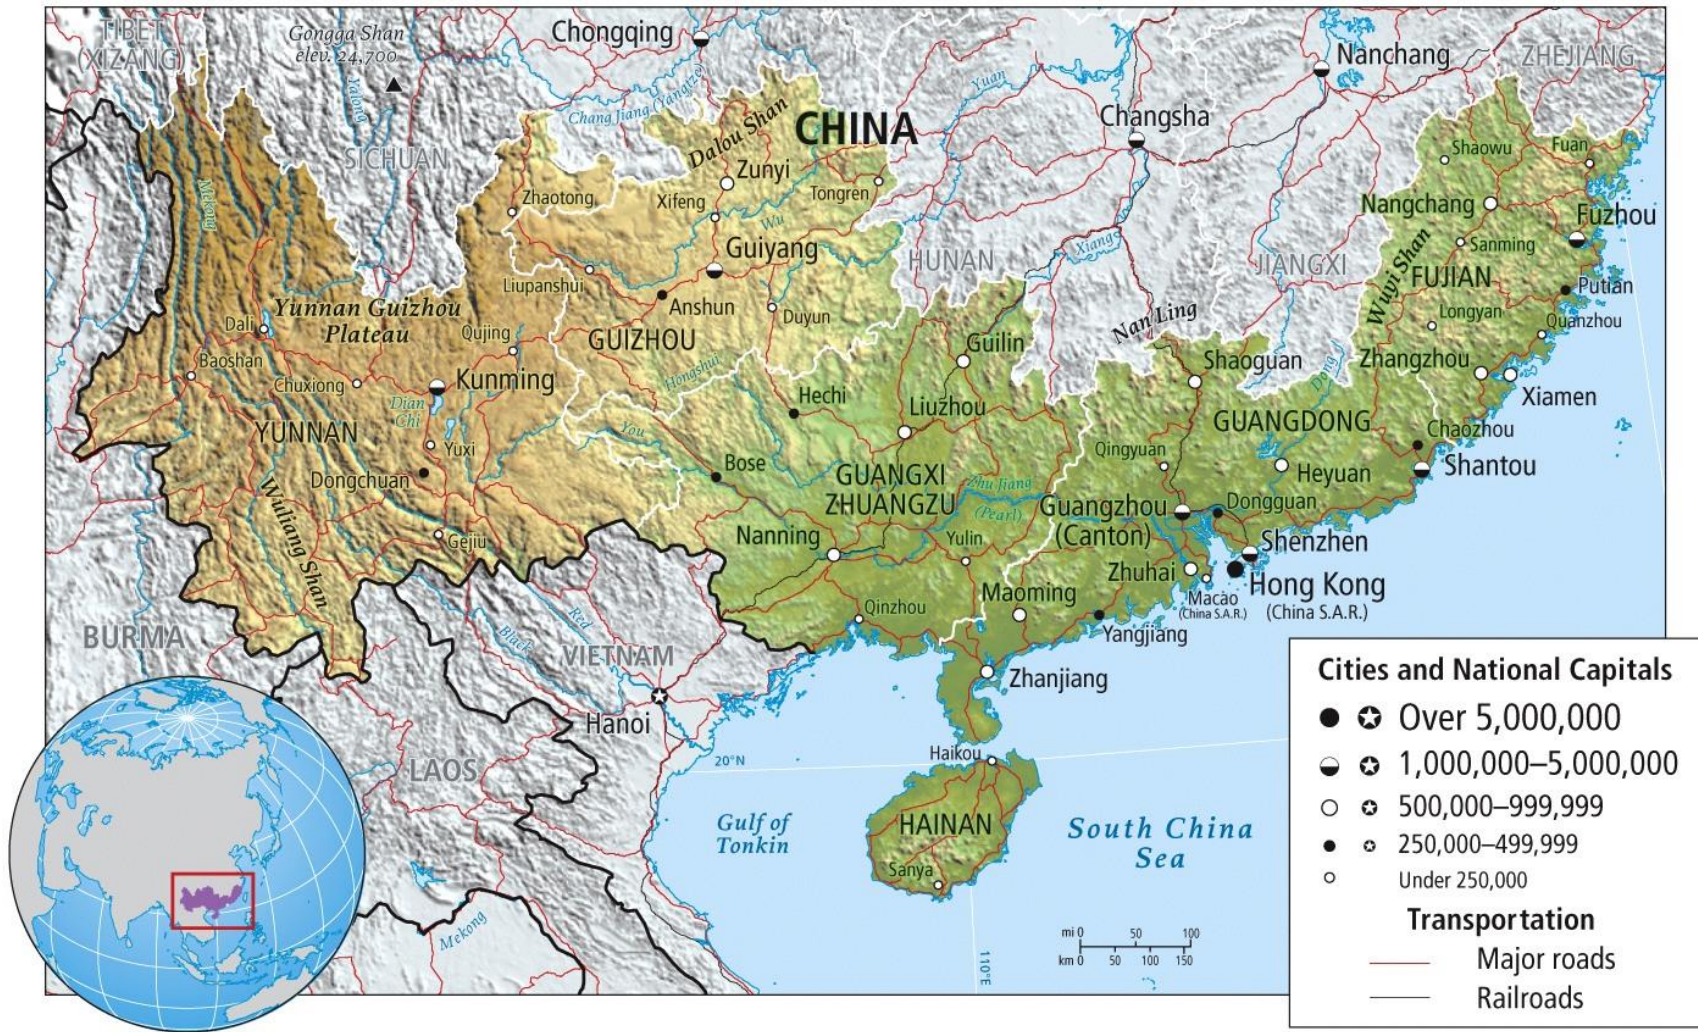 TIBET
(XIZANG)
Gongga Shan
elev. 24,700
Yalong
SICHUAN
Mekong
Chongqing
Chang Jiang (Yangtze)
Dalou Shan
CHINA
Yuan
Changsha
Nanchang
ZHEJIANG
Zunyi
Zhaotong
Xifeng
Tongren
Wu
Guiyang
Liupanshui
Anshun
Duyun
GUIZHOU
HUNAN
Xiang
JIANGXI
Nan Ling
Shaowu
Fuan
Nangchang
Fuzhou
Sanming
Wuyi Shan
FUJIAN
Putian
Longyan
Quanzhou
Zhangzhou
Xiamen
Yunnan Guizhou
Plateau
Dali
Qujing
Baoshan
Chuxiong
Kunming
Dian
Chi
YUNNAN
Yuxi
Dongchuan
Wuliang Shan
Gejiu
Hongshui
Guilin
Hechi
Liuzhou
You
Bose
GUANGXI
ZHUANGZU
Zhu Jiang
(Pearl)
Nanning
Yulin
Qinzhou
Shaoguan
Dong
GUANGDONG
Chaozhou
Qingyuan
Heyuan
Shantou
Guangzhou
(Canton)
Dongguan
Shenzhen
Zhuhai
Hong Kong
(China S.A.R.)
Macão
(China S.A.R.)
Maoming
Yangjiang
Zhanjiang
BURMA
Red
Black
VIETNAM
Hanoi
LAOS
Mekong
20°N
Haikou
HAINAN
Sanya
Gulf of
Tonkin
South China
Sea
110°E
mi 0 50 100
km 0 50 100 150
Cities and National Capitals
Over 5,000,000
1,000,000–5,000,000
500,000–999,999
250,000–499,999
Under 250,000
Transportation
Major roads
Railroads